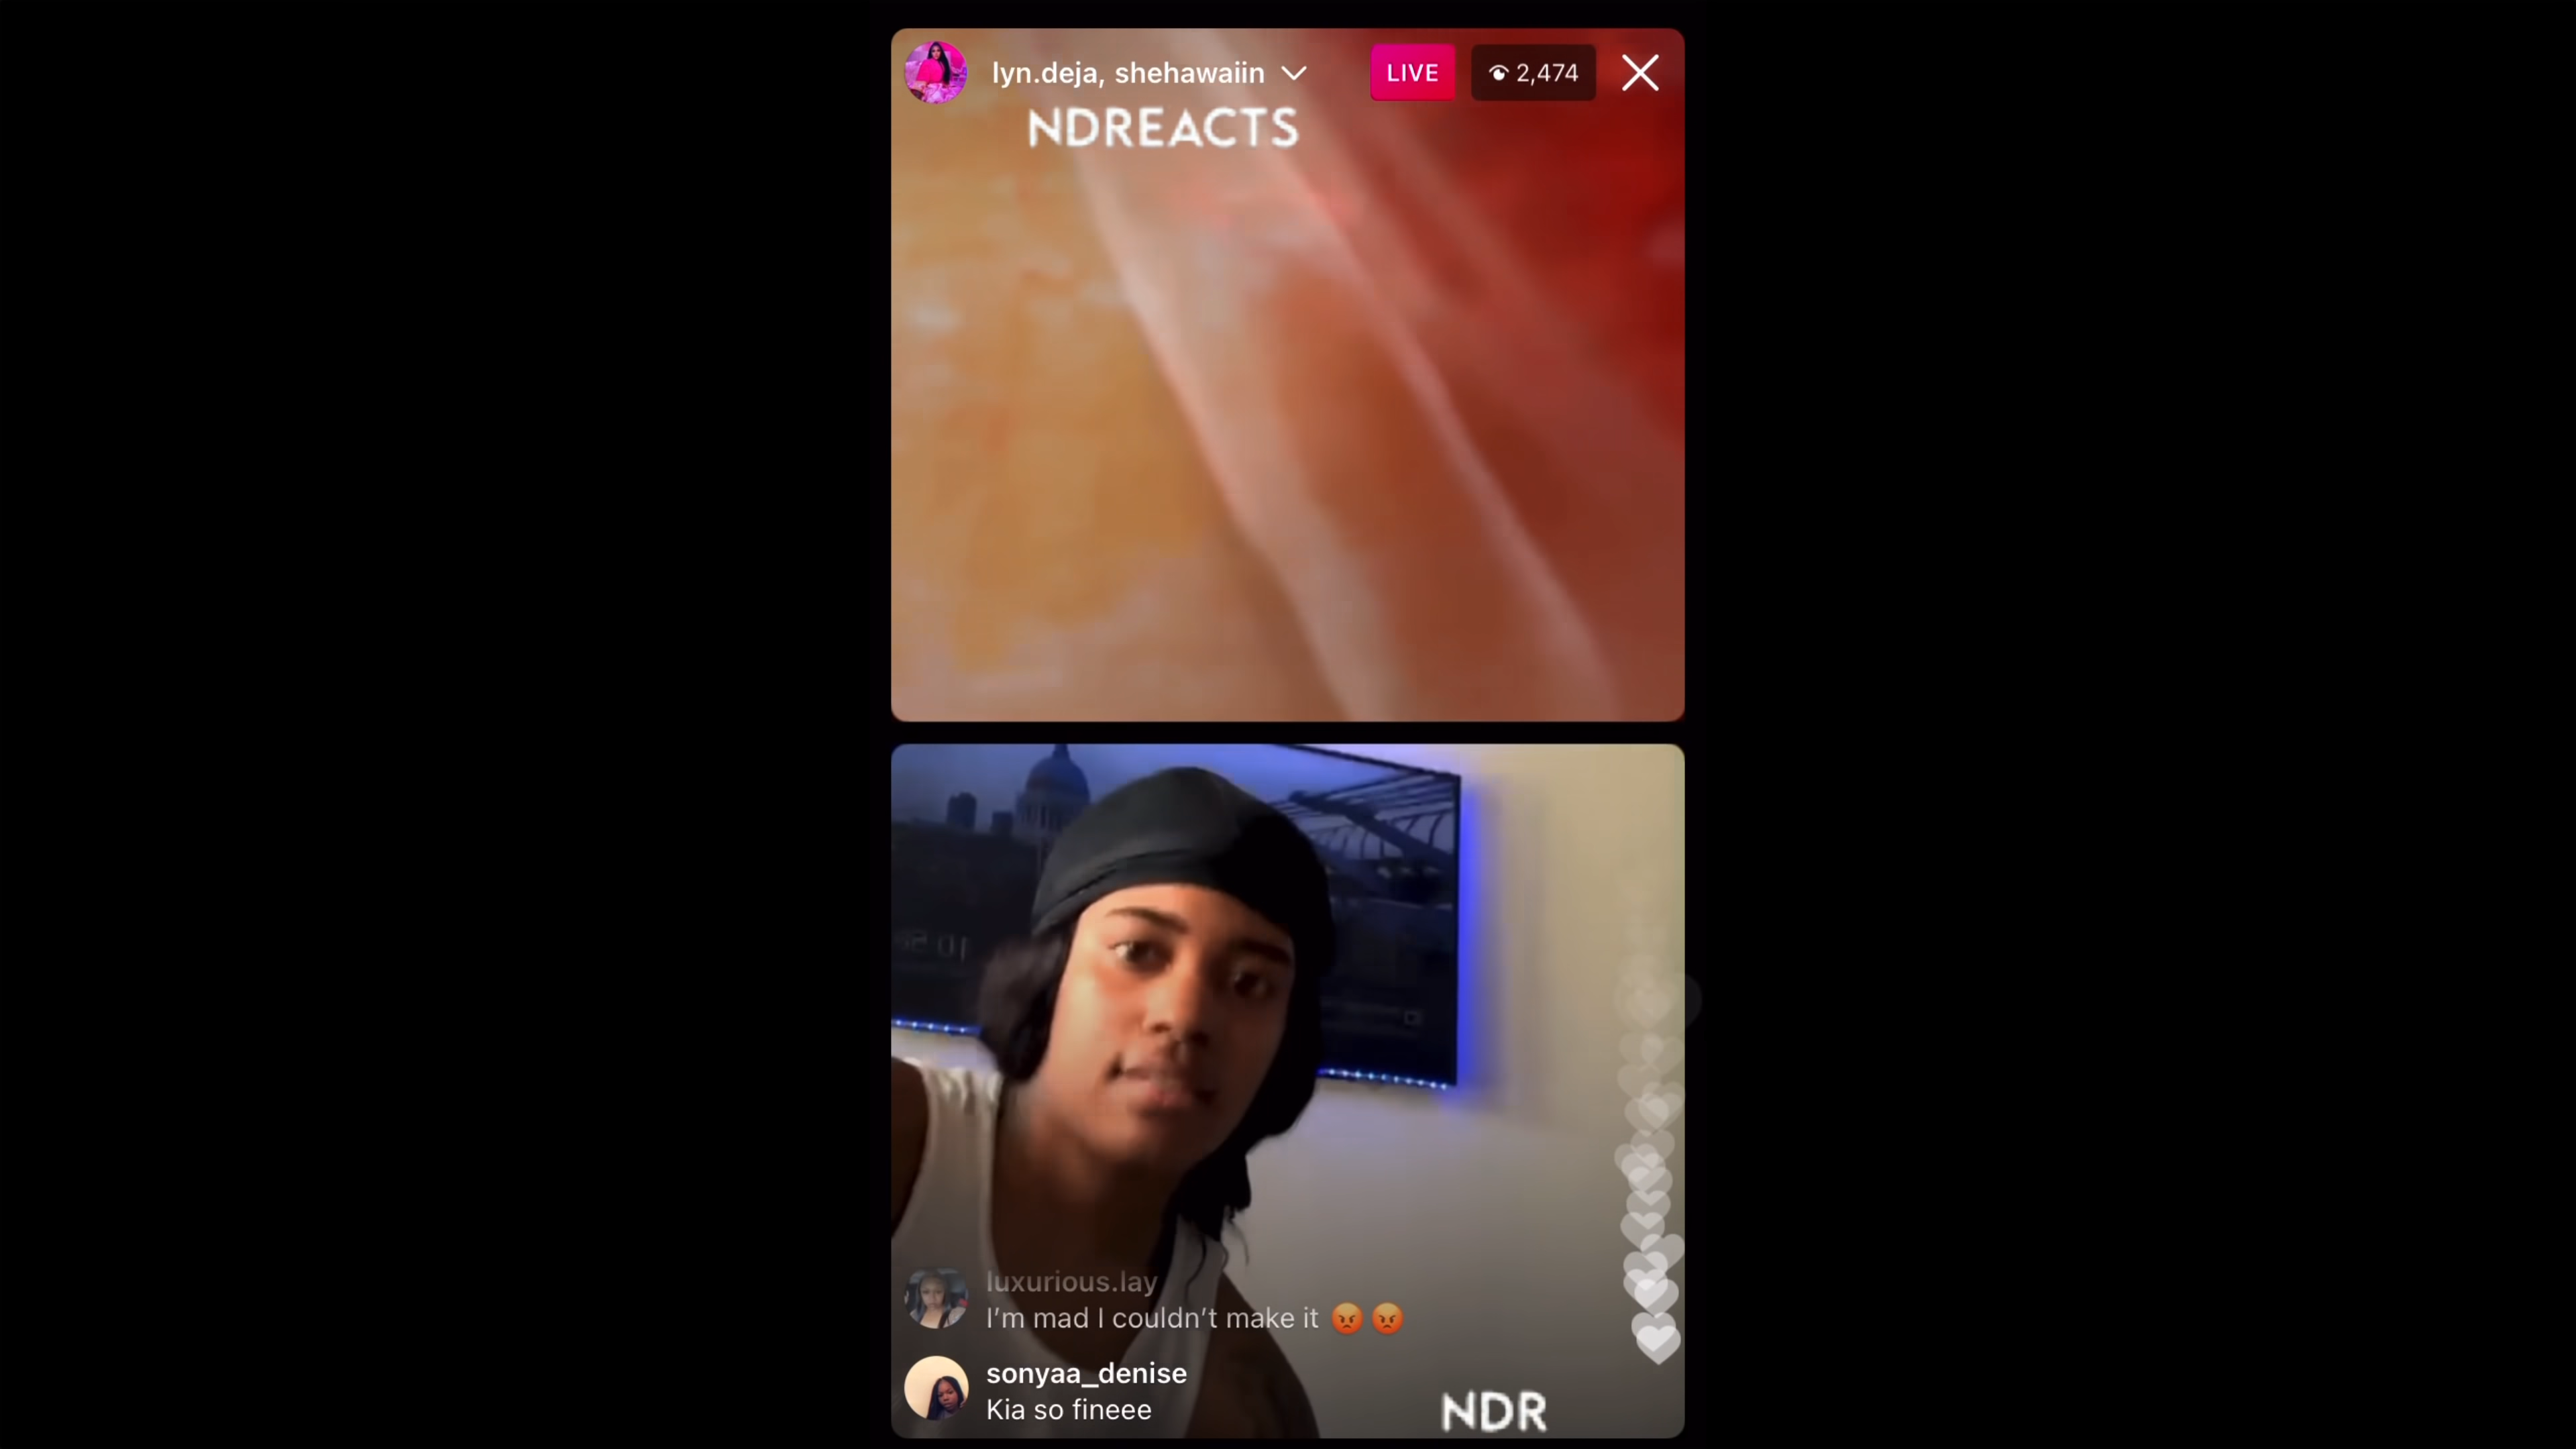 lyn.deja, shehawaiin
LIVE
2,474
NDREACTS
luxurious.lay
I'm mad I couldn't make it 😡 😡
sonyaa_denise
Kia so fineee
NDR